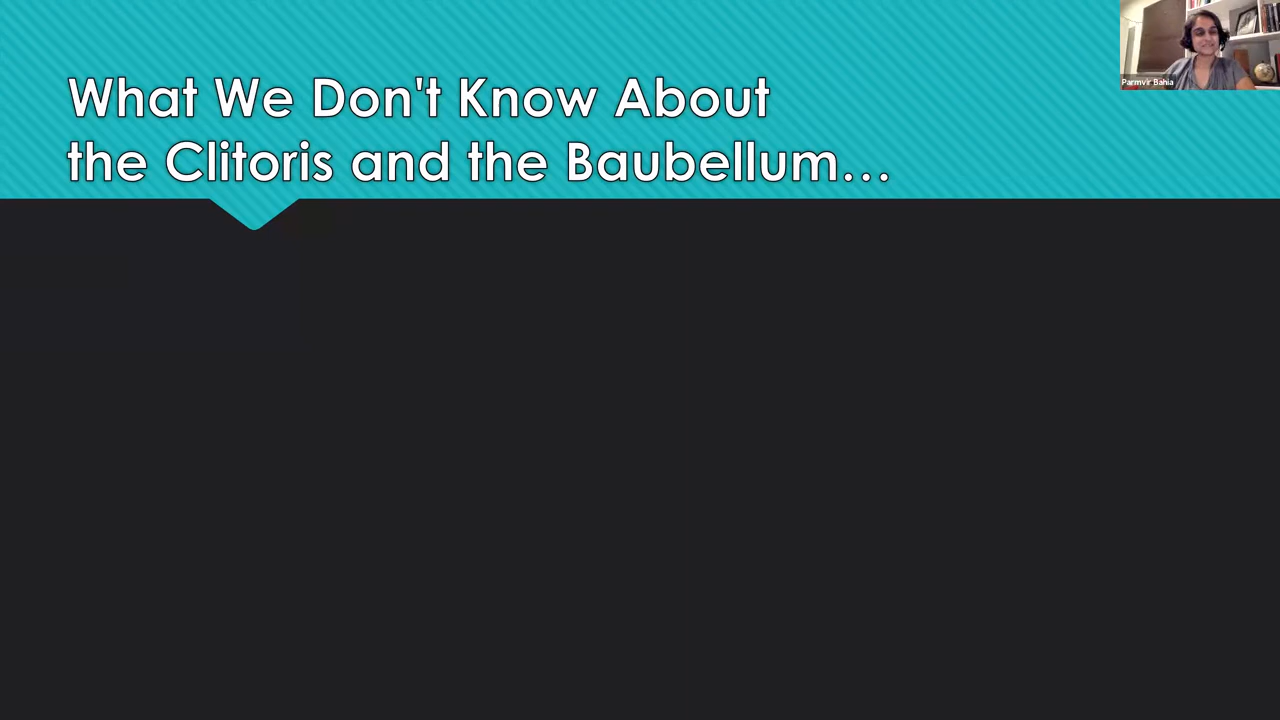 What We Don't Know About
the Clitoris and the Baubellum…
Parmvir Bahia